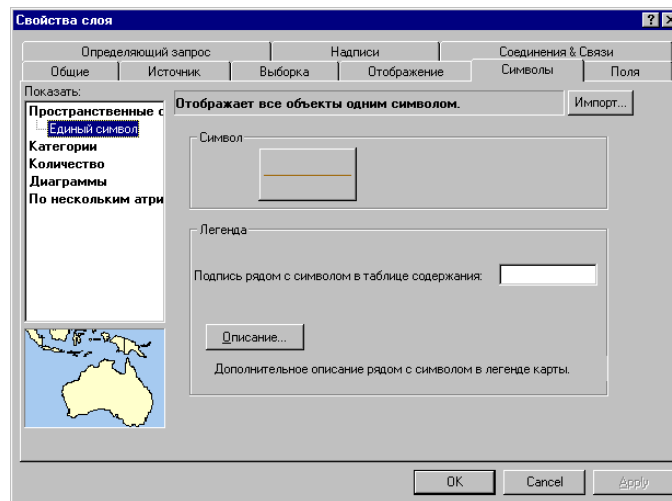 Свойства слоя
Определяющий запрос
Надписи
Соединения & Связи
Общие
Источник
Выборка
Отображение
Символы
Поля
Показать:
Пространственные с
Единый символ
Категории
Количество
Диаграммы
По нескольким атри
Отображает все объекты одним символом.
Импорт...
Символ
Легенда
Подпись рядом с символом в таблице содержания:
Описание...
Дополнительное описание рядом с символом в легенде карты.
OK
Cancel
Apply